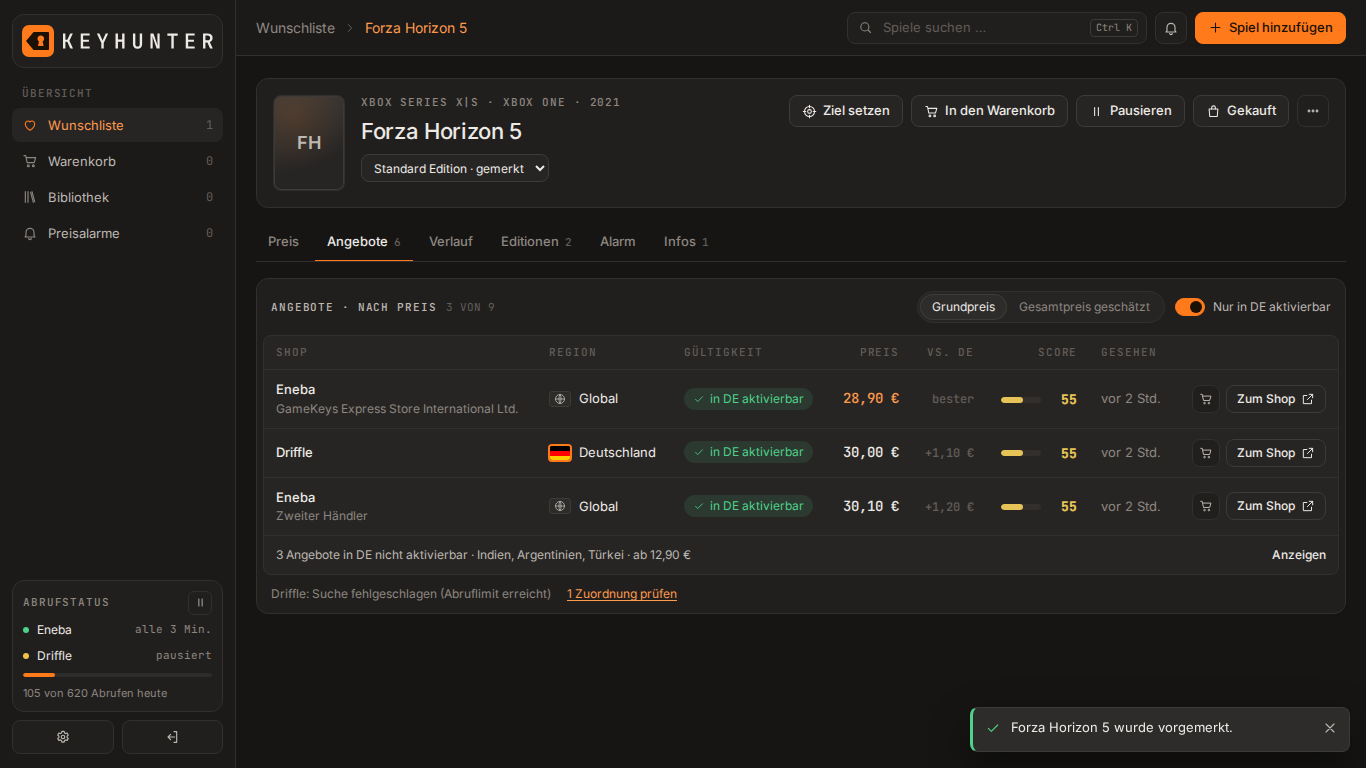 KEYHUNTER
Wunschliste > Forza Horizon 5
Spiele suchen ...
Ctrl K
Spiel hinzufügen
ÜBERSICHT
Wunschliste 1
Warenkorb 0
Bibliothek 0
Preisalarme 0
FH
XBOX SERIES X|S · XBOX ONE · 2021
Forza Horizon 5
Standard Edition · gemerkt
Ziel setzen
In den Warenkorb
Pausieren
Gekauft
Preis
Angebote 6
Verlauf
Editionen 2
Alarm
Infos 1
ANGEBOTE · NACH PREIS 3 VON 9
Grundpreis
Gesamtpreis geschätzt
Nur in DE aktivierbar
SHOP REGION GÜLTIGKEIT PREIS VS. DE SCORE GESEHEN
Eneba
GameKeys Express Store International Ltd.
Global in DE aktivierbar 28,90 € bester 55 vor 2 Std. Zum Shop
Driffle Deutschland in DE aktivierbar 30,00 € +1,10 € 55 vor 2 Std. Zum Shop
Eneba
Zweiter Händler
Global in DE aktivierbar 30,10 € +1,20 € 55 vor 2 Std. Zum Shop
3 Angebote in DE nicht aktivierbar · Indien, Argentinien, Türkei · ab 12,90 €
Anzeigen
Driffle: Suche fehlgeschlagen (Abruflimit erreicht)
1 Zuordnung prüfen
ABRUFSTATUS
Eneba alle 3 Min.
Driffle pausiert
105 von 620 Abrufen heute
Forza Horizon 5 wurde vorgemerkt.